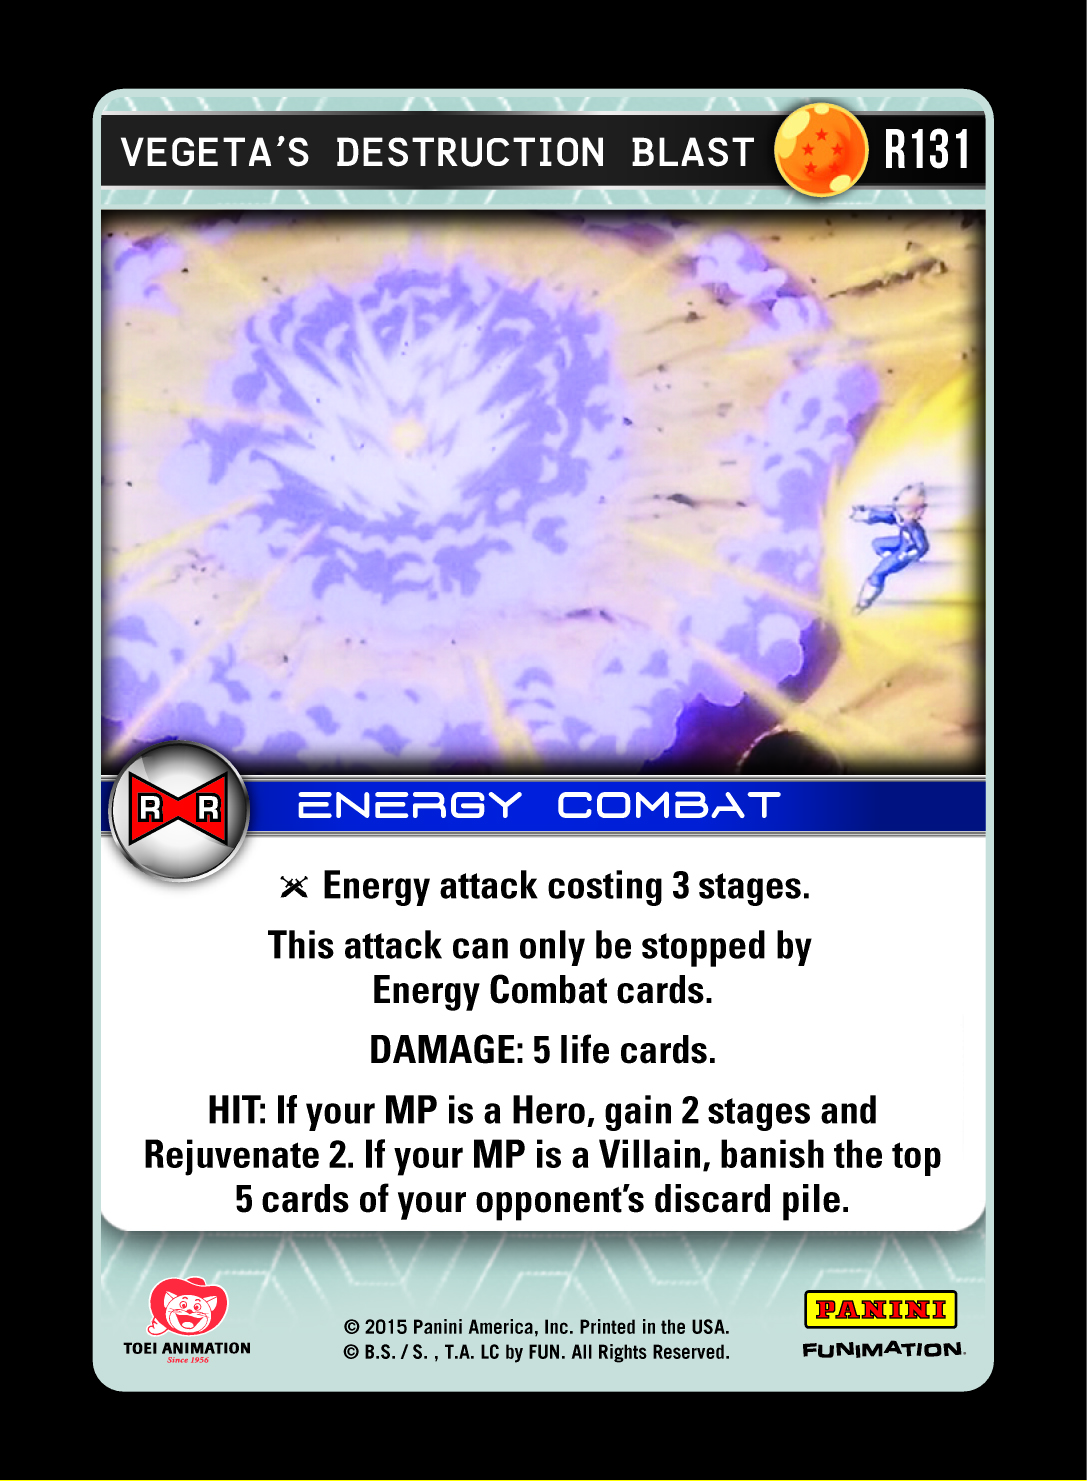 VEGETA'S DESTRUCTION BLAST R131
R R
ENERGY COMBAT
Energy attack costing 3 stages.
This attack can only be stopped by
Energy Combat cards.
DAMAGE: 5 life cards.
HIT: If your MP is a Hero, gain 2 stages and
Rejuvenate 2. If your MP is a Villain, banish the top
5 cards of your opponent's discard pile.
TOEI ANIMATION
Since 1956
© 2015 Panini America, Inc. Printed in the USA.
© B.S. / S. , T.A. LC by FUN. All Rights Reserved.
PANINI
FUNIMATION